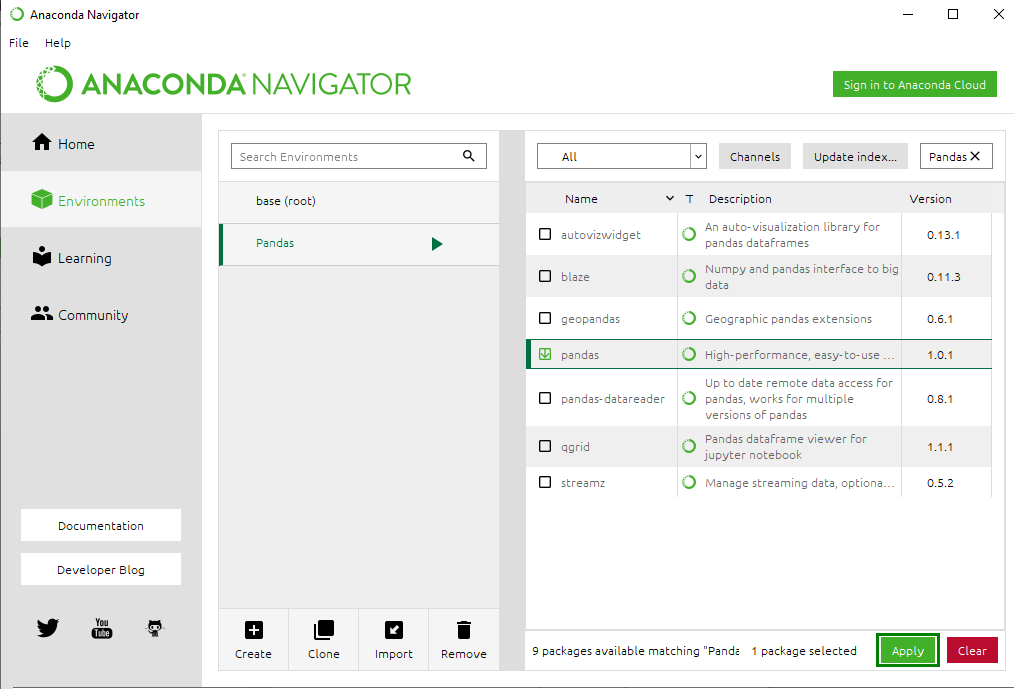 Anaconda Navigator
File Help
ANACONDA NAVIGATOR
Sign in to Anaconda Cloud
Home
Environments
Learning
Community
Documentation
Developer Blog
You
Tube
Search Environments
base (root)
Pandas
Create Clone Import Remove
All Channels Update index... Pandas
Name T Description Version
autovizwidget An auto-visualization library for 0.13.1
pandas dataframes
blaze Numpy and pandas interface to big 0.11.3
data
geopandas Geographic pandas extensions 0.6.1
pandas High-performance, easy-to-use ... 1.0.1
pandas-datareader Up to date remote data access for 0.8.1
pandas, works for multiple
versions of pandas
qgrid Pandas dataframe viewer for 1.1.1
jupyter notebook
streamz Manage streaming data, optiona... 0.5.2
9 packages available matching "Panda 1 package selected Apply Clear